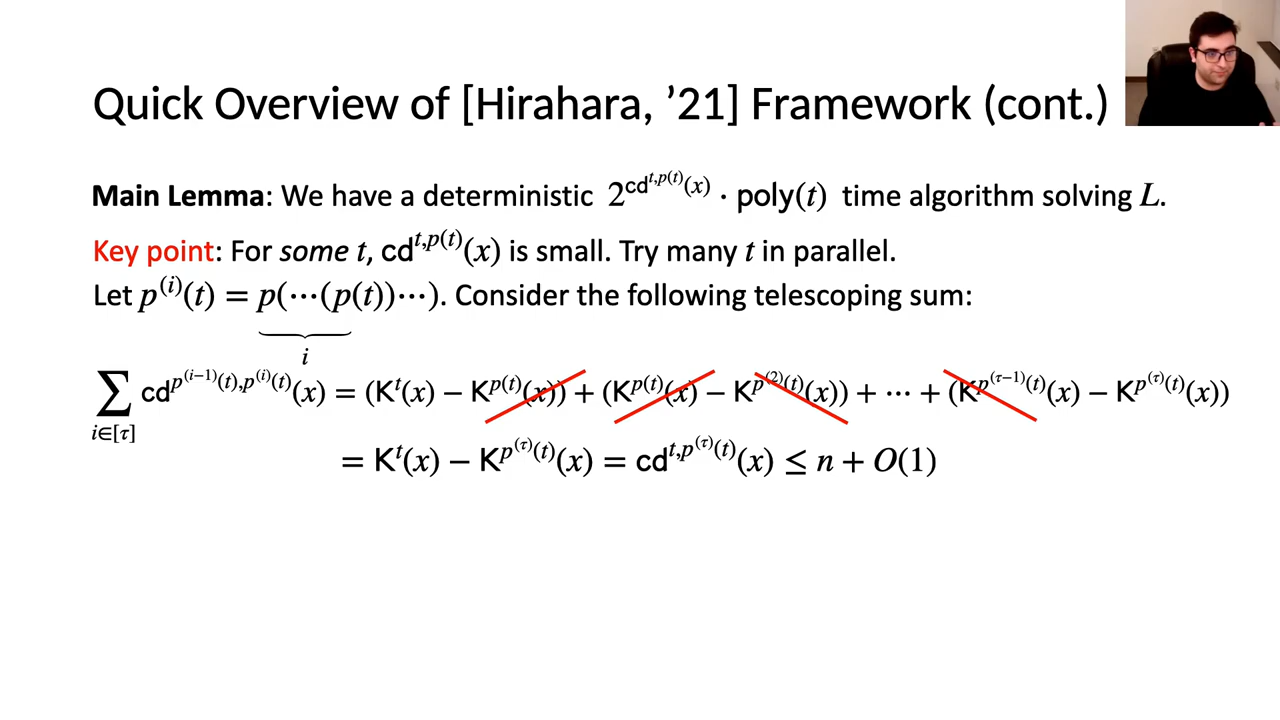 Quick Overview of [Hirahara, ’21] Framework (cont.)
Main Lemma: We have a deterministic 2^{cd^{t,p(t)}(x)} · poly(t) time algorithm solving L.
Key point: For some t, cd^{t,p(t)}(x) is small. Try many t in parallel.
Let p^{(i)}(t) = p(⋯(p(t))⋯). Consider the following telescoping sum:
i
∑_{i∈[τ]} cd^{p^{(i−1)}(t),p^{(i)}(t)}(x) = (K^t(x) − K^{p(t)}(x)) + (K^{p(t)}(x) − K^{p^{(2)}(t)}(x)) + ⋯ + (K^{p^{(τ−1)}(t)}(x) − K^{p^{(τ)}(t)}(x))
= K^t(x) − K^{p^{(τ)}(t)}(x) = cd^{t,p^{(τ)}(t)}(x) ≤ n + O(1)